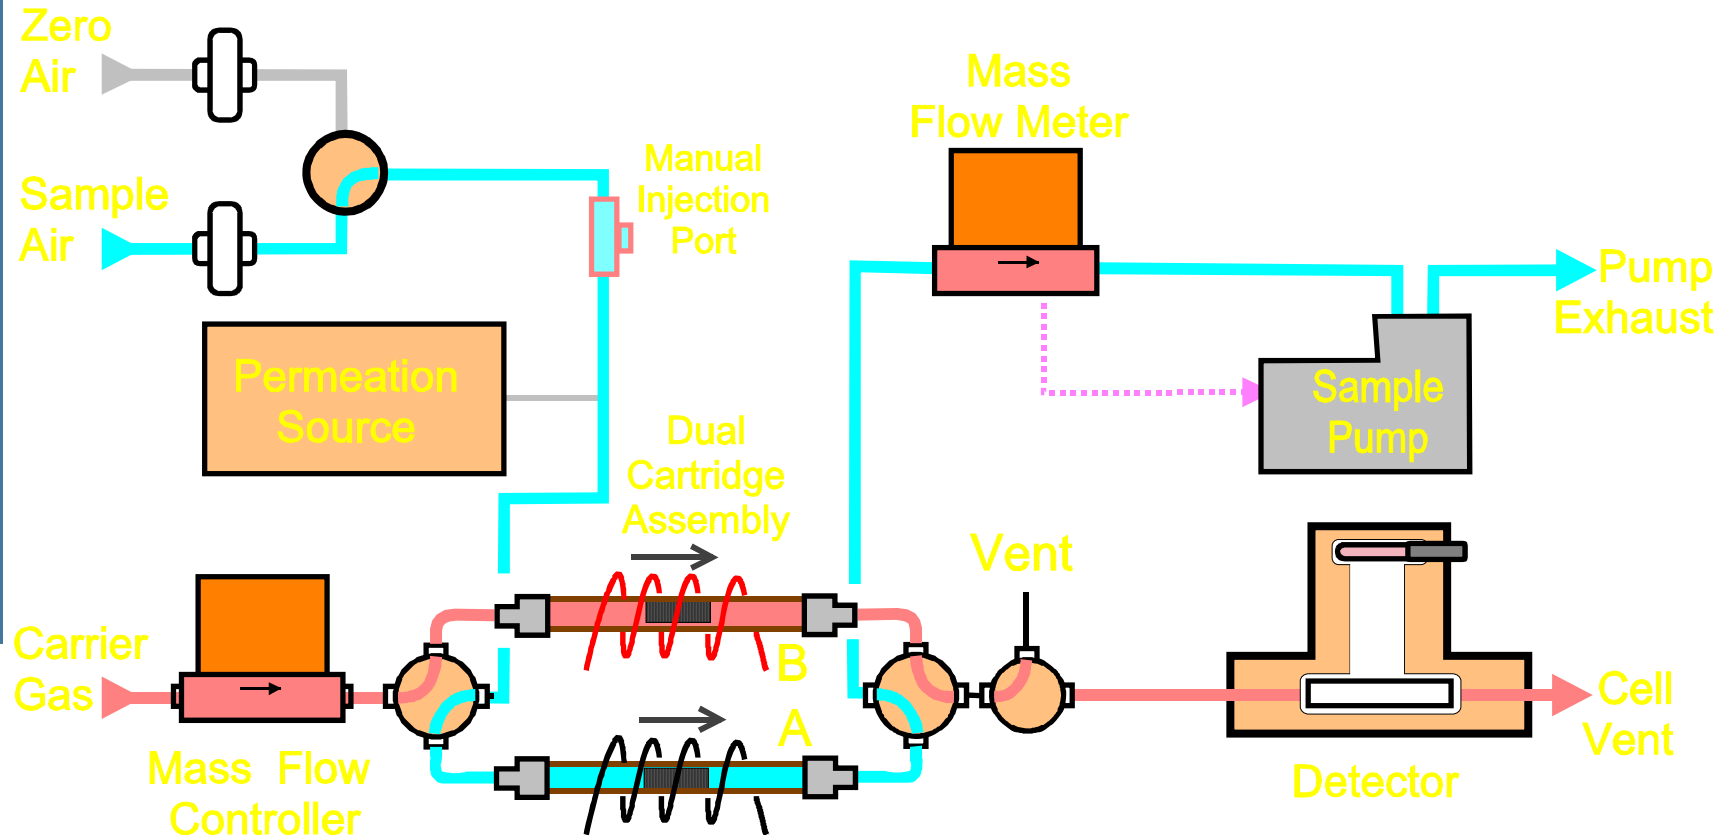 Zero
Air
Sample
Air
Manual
Injection
Port
Mass
Flow Meter
Pump
Exhaust
Permeation
Source
Sample
Pump
Dual
Cartridge
Assembly
Vent
Carrier
Gas
B
A
Cell
Vent
Mass Flow
Controller
Detector